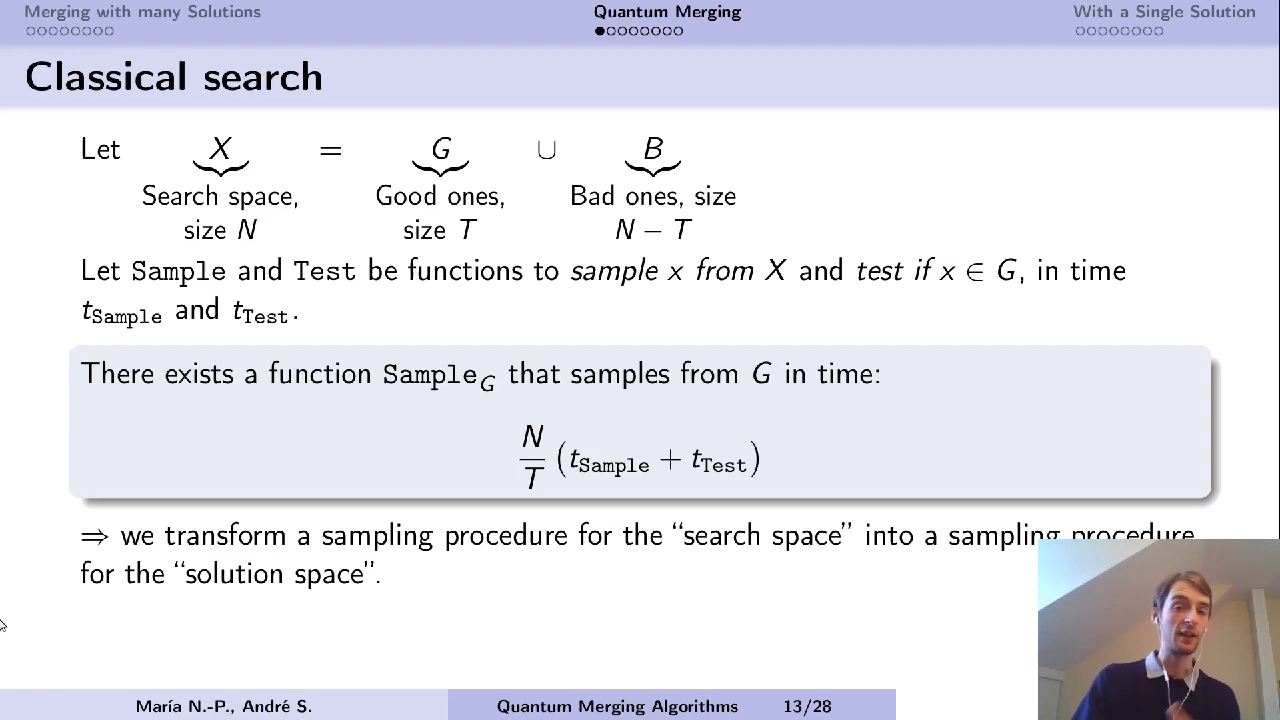 Merging with many Solutions Quantum Merging With a Single Solution
Classical search
Let X = G ∪ B
Search space, Good ones, Bad ones, size
size N size T N − T
Let Sample and Test be functions to sample x from X and test if x ∈ G, in time
t_Sample and t_Test.
There exists a function Sample_G that samples from G in time:
N/T (t_Sample + t_Test)
⇒ we transform a sampling procedure for the “search space” into a sampling procedure
for the “solution space”.
María N.-P., André S. Quantum Merging Algorithms 13/28